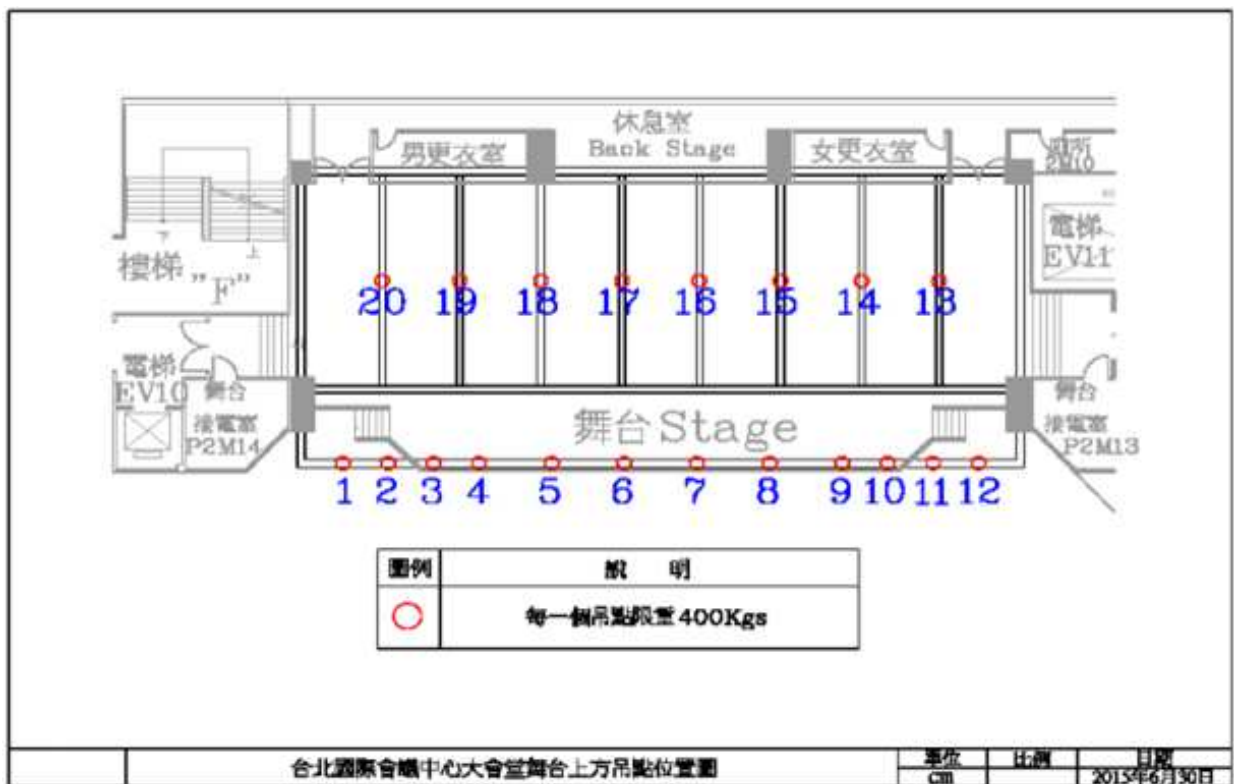 休息室
Back Stage
男更衣室
女更衣室
廁所
2M10
樓梯 "F"
下
上
電梯
EV11
20 19 18 17 16 15 14 13
電梯
EV10
舞台
接電室
P2M14
舞台Stage
舞台
接電室
P2M13
1 2 3 4 5 6 7 8 9 10 11 12
圖例 說 明
每一個吊點限重400Kgs
台北國際會議中心大會堂舞台上方吊點位置圖
單位 比例 日期
cm 2015年6月30日